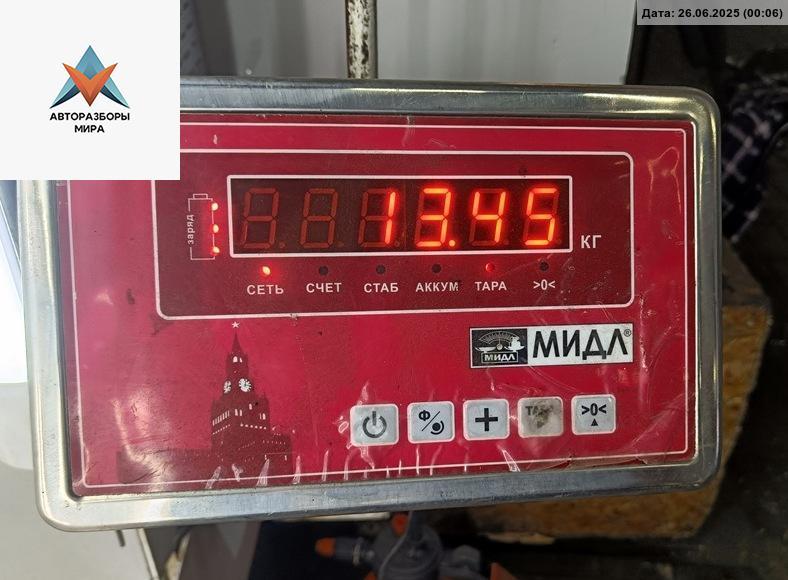 Дата: 26.06.2025 (00:06)
АВТОРАЗБОРЫ
МИРА
заряд
13.45
КГ
СЕТЬ СЧЕТ СТАБ АККУМ ТАРА >0<
МИДЛ МИДЛ®
Ф + >0<